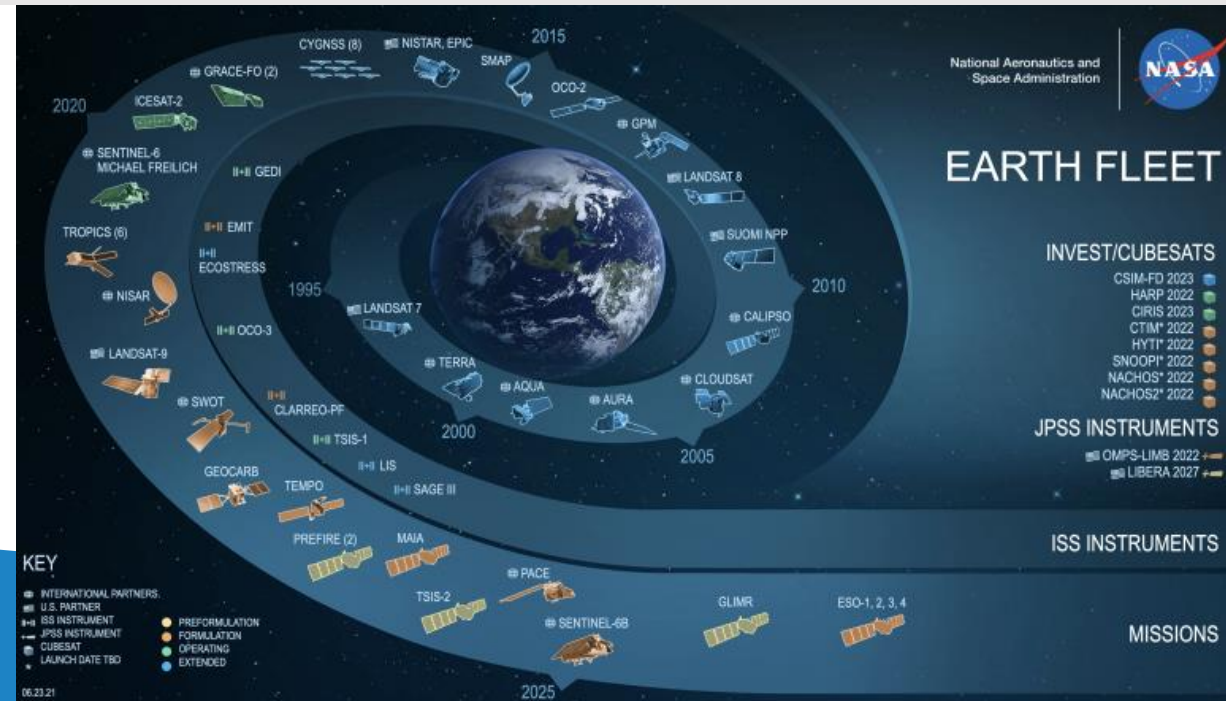 National Aeronautics and
Space Administration
NASA
EARTH FLEET
2015
CYGNSS (8)
NISTAR, EPIC
SMAP
OCO-2
GRACE-FO (2)
GPM
ICESAT-2
2020
LANDSAT 8
SENTINEL-6
MICHAEL FREILICH
GEDI
SUOMI NPP
TROPICS (6)
EMIT
ECOSTRESS
1995
2010
NISAR
LANDSAT 7
CALIPSO
OCO-3
LANDSAT-9
TERRA
AQUA
AURA
CLOUDSAT
SWOT
CLARREO-PF
2000
2005
TSIS-1
LIS
SAGE III
GEOCARB
TEMPO
PREFIRE (2)
MAIA
PACE
TSIS-2
SENTINEL-6B
GLIMR
ESO-1, 2, 3, 4
2025
INVEST/CUBESATS
CSIM-FD 2023
HARP 2022
CIRIS 2023
CTIM* 2022
HYTI* 2022
SNOOPI* 2022
NACHOS* 2022
NACHOS2* 2022
JPSS INSTRUMENTS
OMPS-LIMB 2022
LIBERA 2027
ISS INSTRUMENTS
MISSIONS
KEY
INTERNATIONAL PARTNERS.
U.S. PARTNER
ISS INSTRUMENT
JPSS INSTRUMENT
CUBESAT
* LAUNCH DATE TBD
PREFORMULATION
FORMULATION
OPERATING
EXTENDED
06.23.21